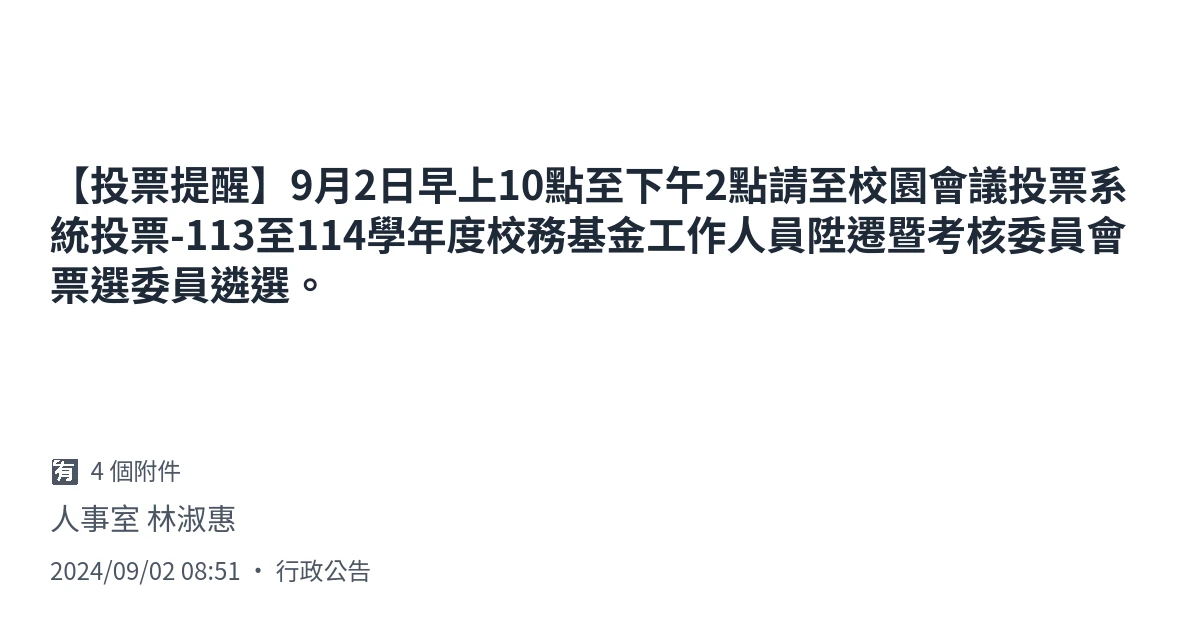 【投票提醒】9月2日早上10點至下午2點請至校園會議投票系
統投票-113至114學年度校務基金工作人員陞遷暨考核委員會
票選委員遴選。
🈶 4 個附件
人事室 林淑惠
2024/09/02 08:51 • 行政公告